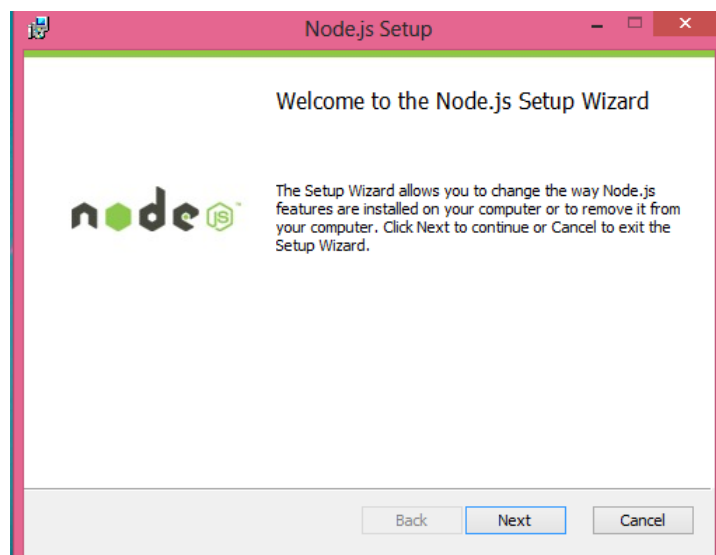 Node.js Setup
Welcome to the Node.js Setup Wizard
The Setup Wizard allows you to change the way Node.js
features are installed on your computer or to remove it from
your computer. Click Next to continue or Cancel to exit the
Setup Wizard.
node JS
Back Next Cancel